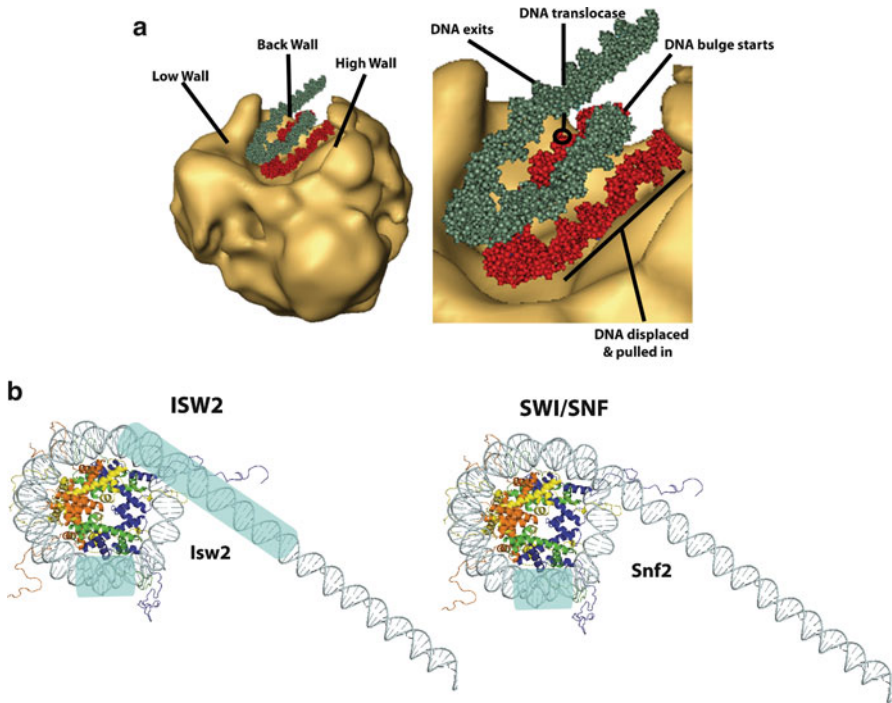 a
Low Wall
Back Wall
High Wall
DNA exits
DNA translocase
DNA bulge starts
DNA displaced
& pulled in
b
ISW2
Isw2
SWI/SNF
Snf2